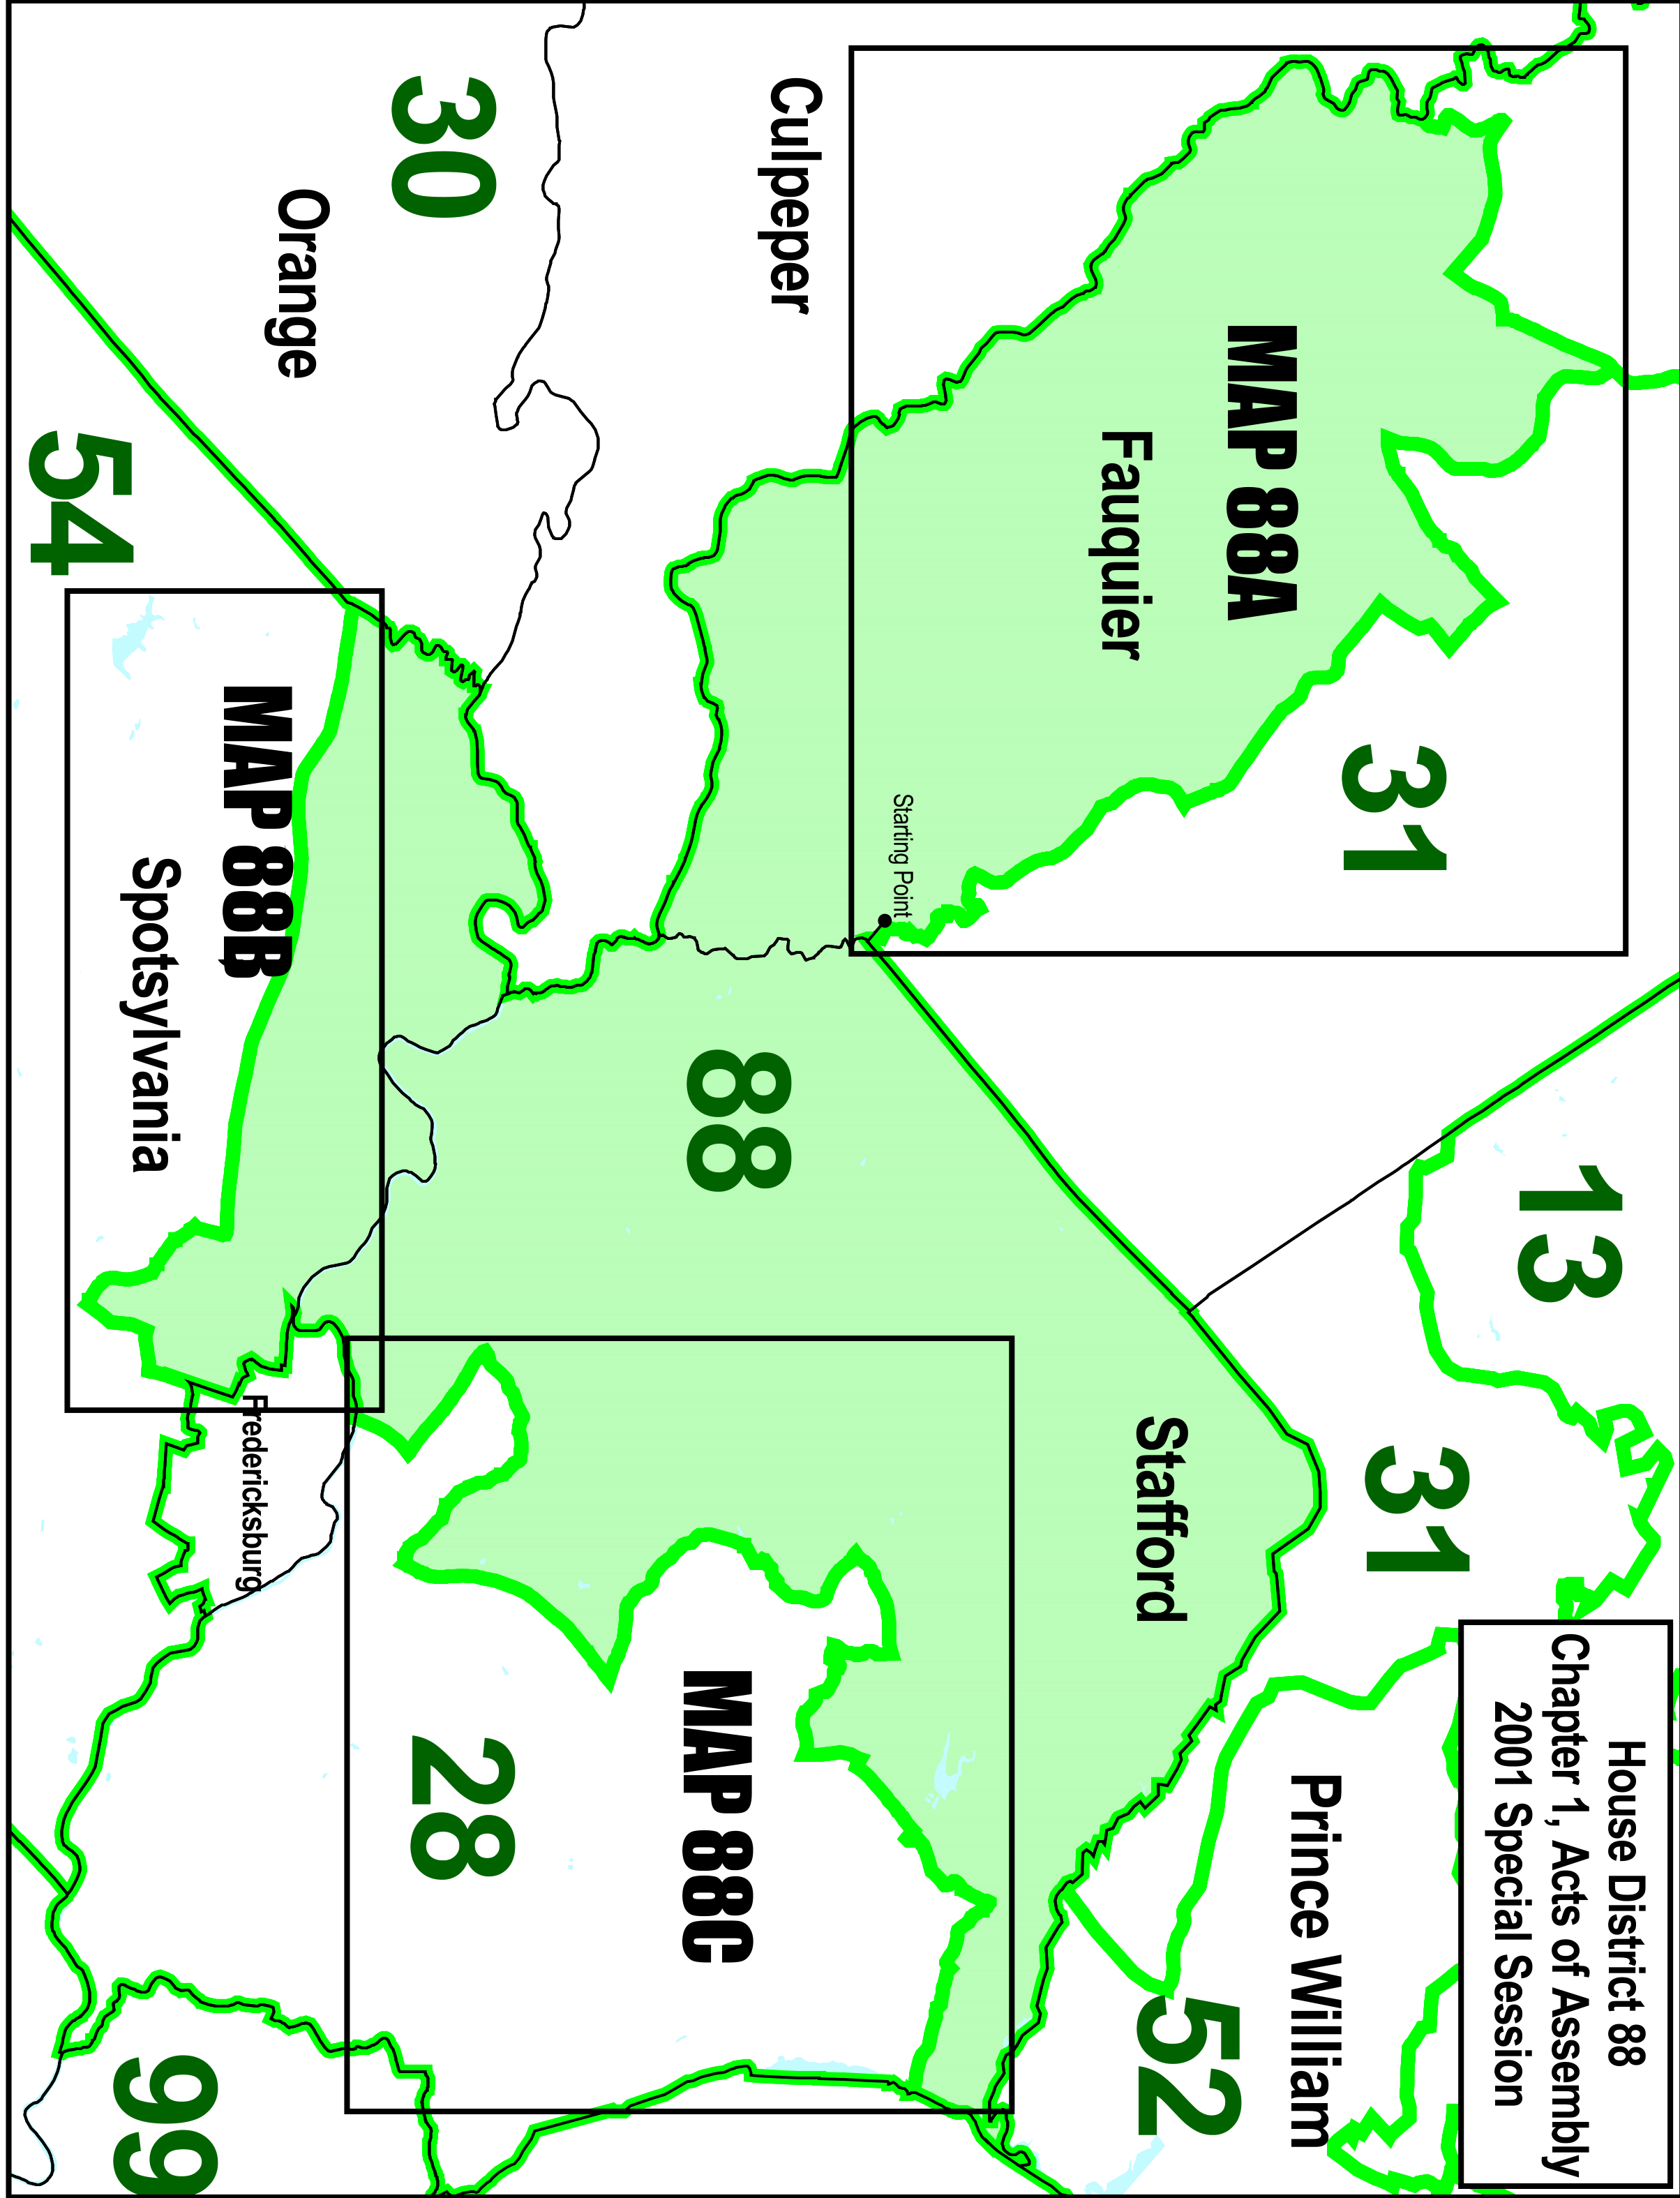 House District 88
Chapter 1, Acts of Assembly
2001 Special Session
13
31
MAP 88A
Fauquier
31
Prince William
52
Starting Point
Stafford
Culpeper
88
MAP 88C
30
28
Orange
MAP 88B
Fredericksburg
Spotsylvania
54
99